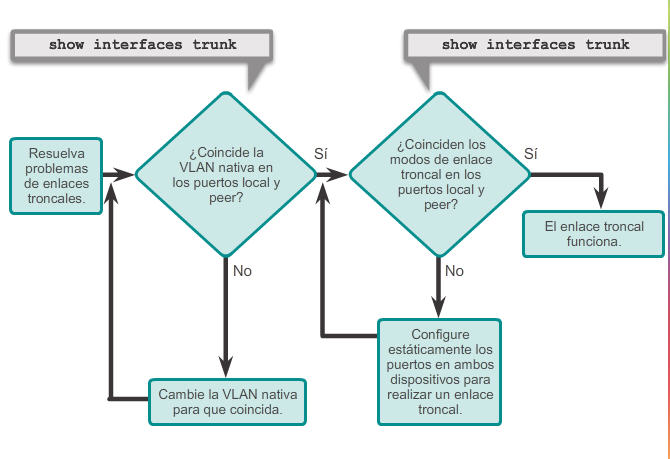 show interfaces trunk
show interfaces trunk
Resuelva
problemas
de enlaces
troncales.
¿Coincide la
VLAN nativa en
los puertos local y
peer?
Sí
¿Coinciden los
modos de enlace
troncal en los
puertos local y
peer?
Sí
El enlace troncal
funciona.
No
No
Cambie la VLAN nativa
para que coincida.
Configure
estáticamente los
puertos en ambos
dispositivos para
realizar un enlace
troncal.